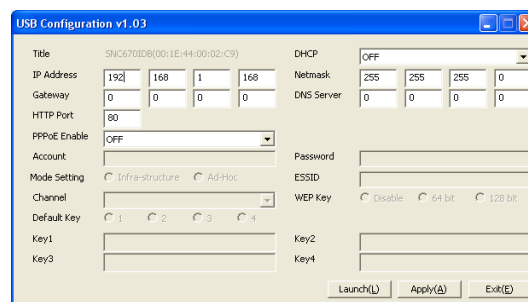 USB Configuration v1.03
Title SNC670IDB(00:1E:44:00:02:C9) DHCP OFF
IP Address 192 168 1 168 Netmask 255 255 255 0
Gateway 0 0 0 0 DNS Server 0 0 0 0
HTTP Port 80
PPPoE Enable OFF
Account Password
Mode Setting Infra-structure Ad-Hoc ESSID
Channel WEP Key Disable 64 bit 128 bit
Default Key 1 2 3 4
Key1 Key2
Key3 Key4
Launch(L) Apply(A) Exit(E)